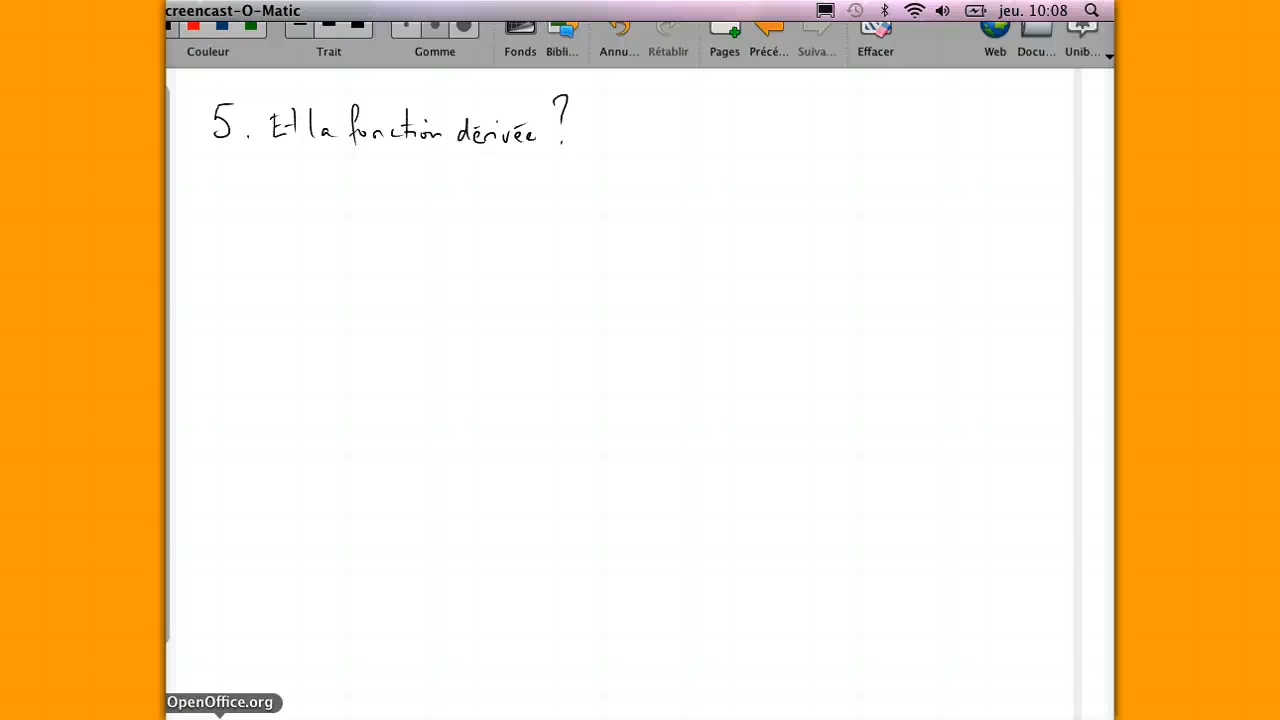 creencast-O-Matic
jeu. 10:08
Couleur Trait Gomme Fonds Bibli... Annu... Rétablir Pages Précé... Suiva... Effacer Web Docu... Unib...
5. Et la fonction dérivée ?
OpenOffice.org